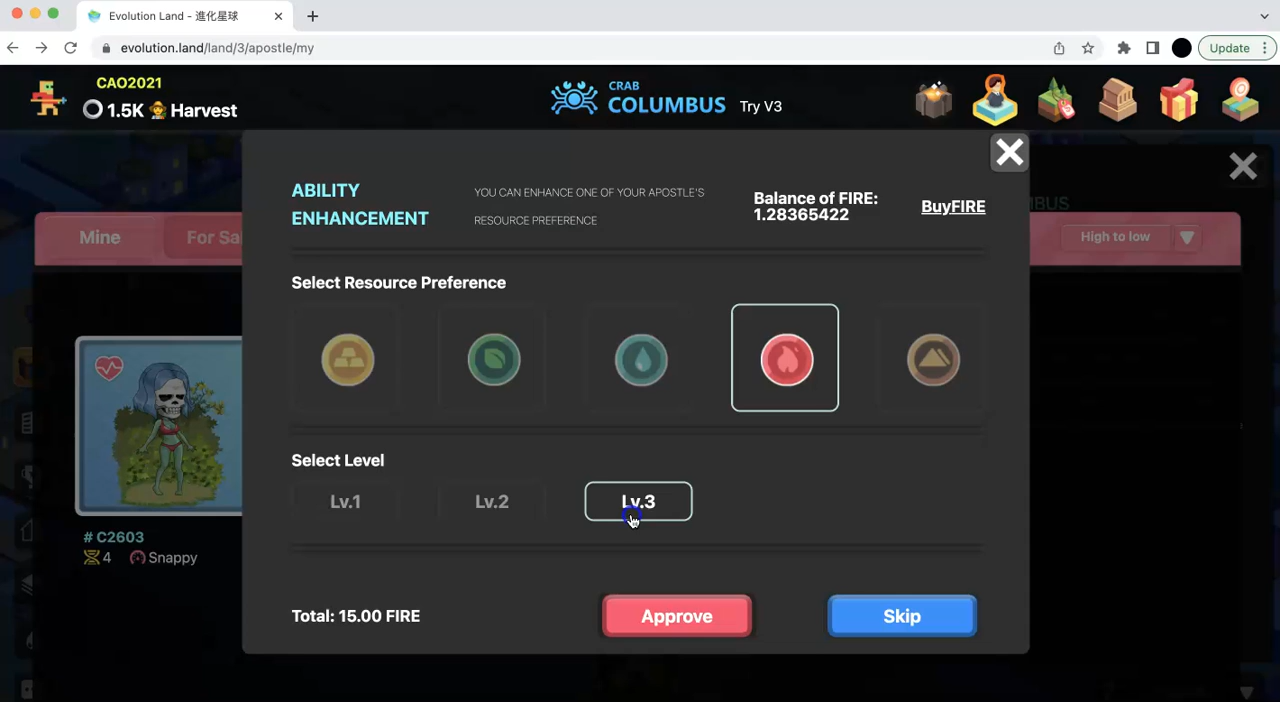 Evolution Land - 進化星球
evolution.land/land/3/apostle/my
Update
CAO2021
1.5K Harvest
CRAB
COLUMBUS
Try V3
ABILITY
ENHANCEMENT
YOU CAN ENHANCE ONE OF YOUR APOSTLE'S
RESOURCE PREFERENCE
Balance of FIRE:
1.28365422
BuyFIRE
Mine
For Sa
High to low
Select Resource Preference
Select Level
Lv.1
Lv.2
Lv.3
# C2603
4 Snappy
Total: 15.00 FIRE
Approve
Skip